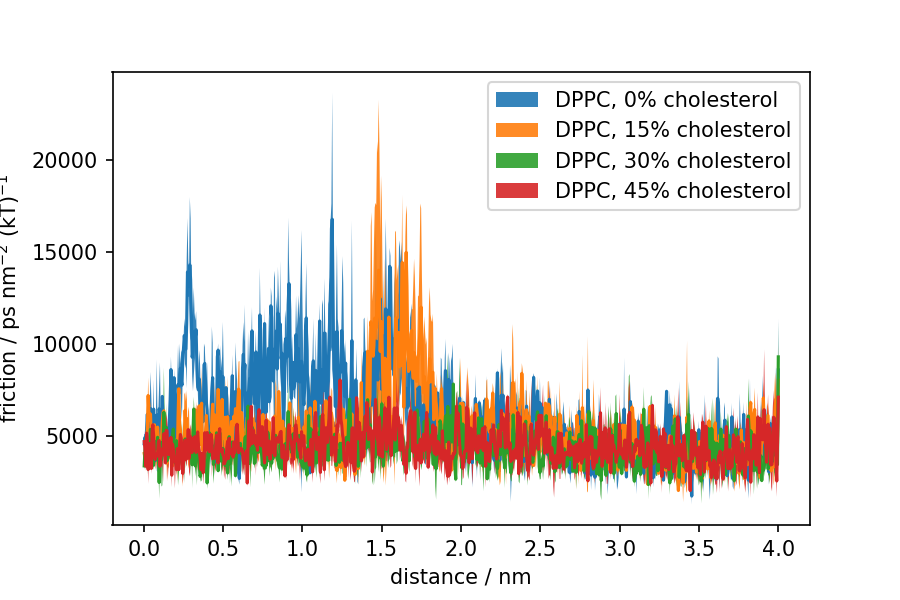 20000
15000
10000
5000
friction / ps nm⁻² (kT)⁻¹
DPPC, 0% cholesterol
DPPC, 15% cholesterol
DPPC, 30% cholesterol
DPPC, 45% cholesterol
0.0 0.5 1.0 1.5 2.0 2.5 3.0 3.5 4.0
distance / nm